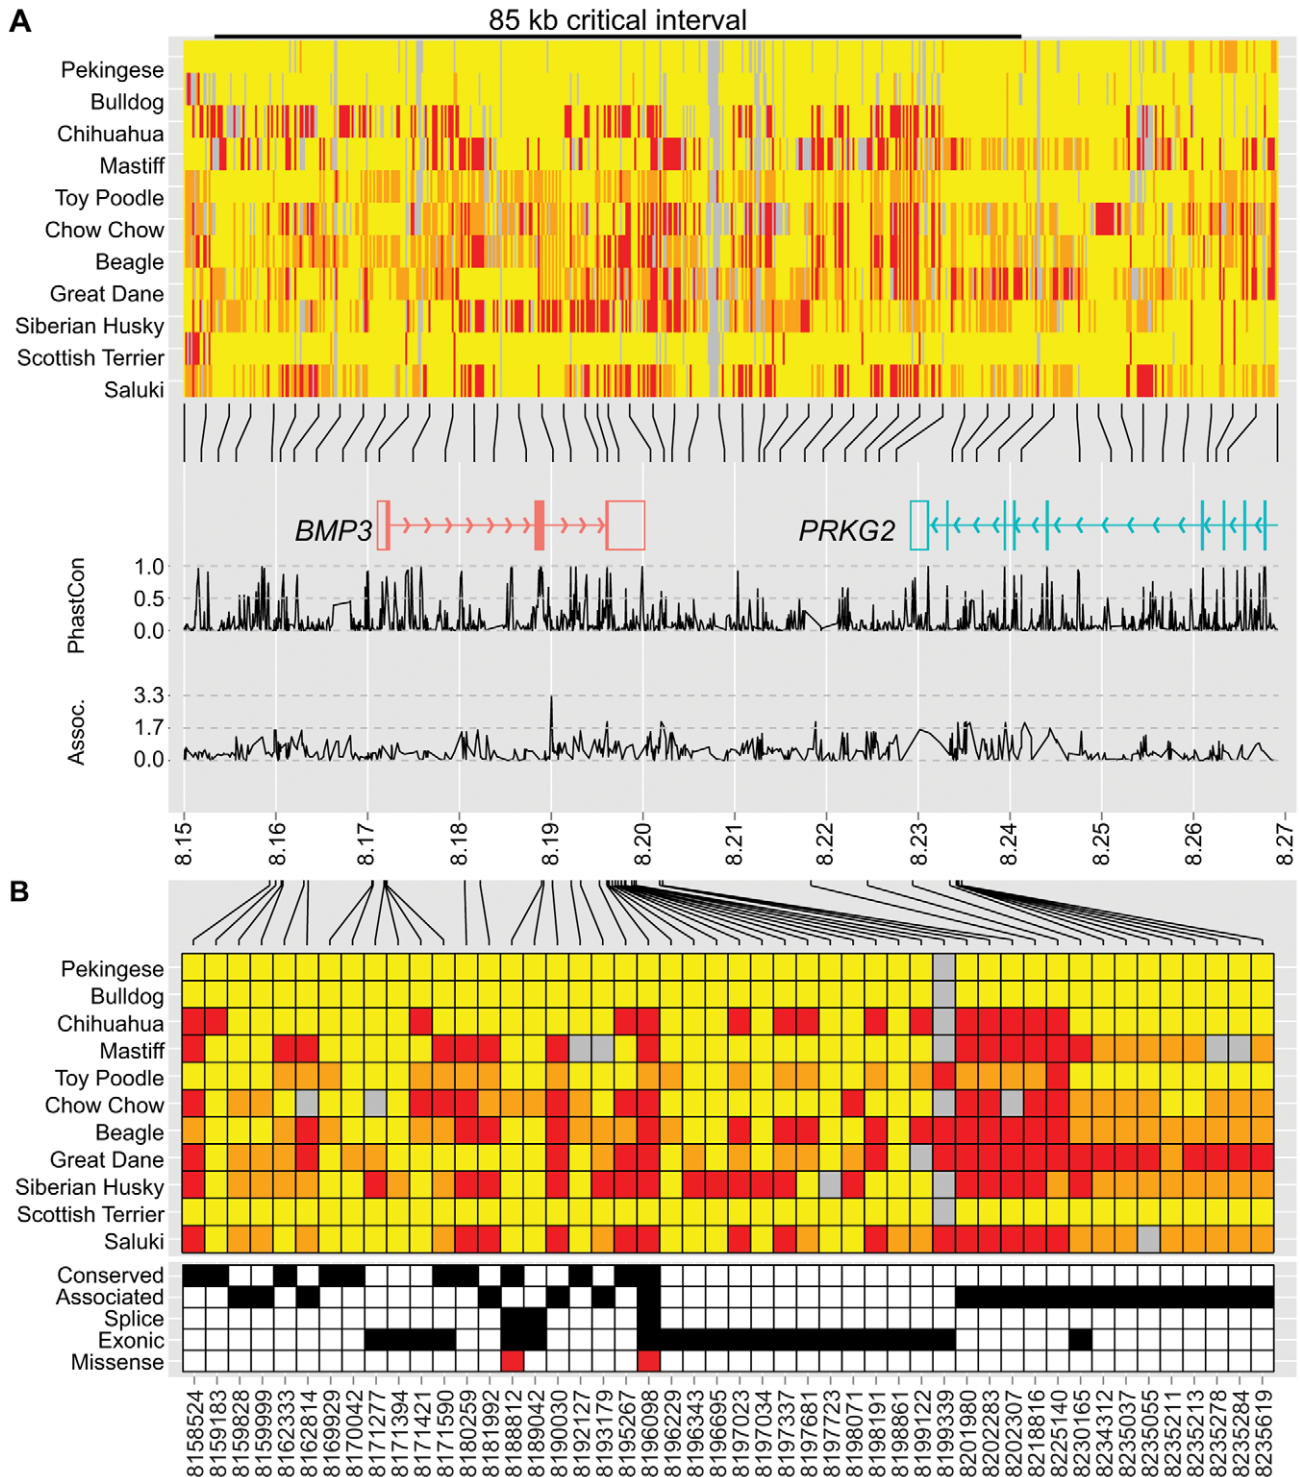 A
85 kb critical interval
Pekingese
Bulldog
Chihuahua
Mastiff
Toy Poodle
Chow Chow
Beagle
Great Dane
Siberian Husky
Scottish Terrier
Saluki
BMP3
PRKG2
PhastCon
1.0
0.5
0.0
Assoc.
3.3
1.7
0.0
8.15 8.16 8.17 8.18 8.19 8.20 8.21 8.22 8.23 8.24 8.25 8.26 8.27
B
Pekingese
Bulldog
Chihuahua
Mastiff
Toy Poodle
Chow Chow
Beagle
Great Dane
Siberian Husky
Scottish Terrier
Saluki
Conserved
Associated
Splice
Exonic
Missense
8158524 8159183 8159828 8159999 8162333 8162814 8169929 8170042 8171277 8171394 8171421 8171590 8180259 8181992 8188812 8189042 8190030 8192127 8193179 8195267 8196098 8196229 8196343 8196695 8197023 8197034 8197337 8197681 8197723 8198071 8198191 8198861 8199122 8199339 8201980 8202283 8202307 8218816 8225140 8230165 8234312 8235037 8235055 8235211 8235213 8235278 8235284 8235619